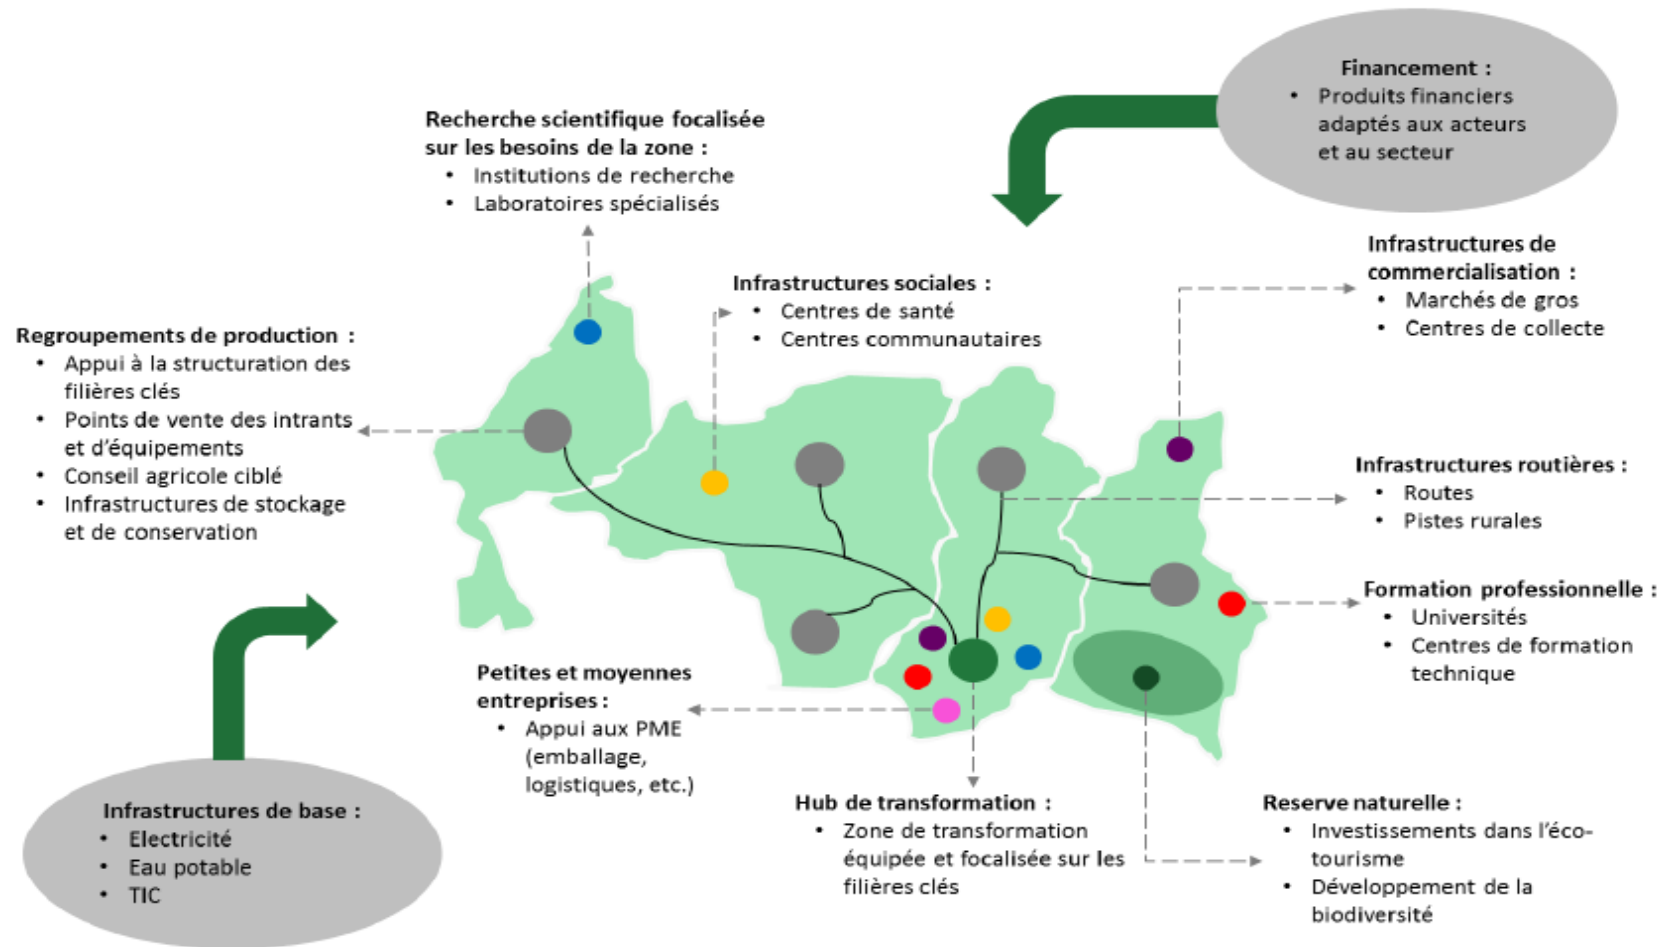 Financement :
• Produits financiers
adaptés aux acteurs
et au secteur
Recherche scientifique focalisée
sur les besoins de la zone :
• Institutions de recherche
• Laboratoires spécialisés
Infrastructures de
commercialisation :
• Marchés de gros
• Centres de collecte
Infrastructures sociales :
• Centres de santé
• Centres communautaires
Regroupements de production :
• Appui à la structuration des
filières clés
• Points de vente des intrants
et d'équipements
• Conseil agricole ciblé
• Infrastructures de stockage
et de conservation
Infrastructures routières :
• Routes
• Pistes rurales
Formation professionnelle :
• Universités
• Centres de formation
technique
Petites et moyennes
entreprises :
• Appui aux PME
(emballage,
logistiques, etc.)
Infrastructures de base :
• Electricité
• Eau potable
• TIC
Hub de transformation :
• Zone de transformation
équipée et focalisée sur les
filières clés
Reserve naturelle :
• Investissements dans l'éco-
tourisme
• Développement de la
biodiversité